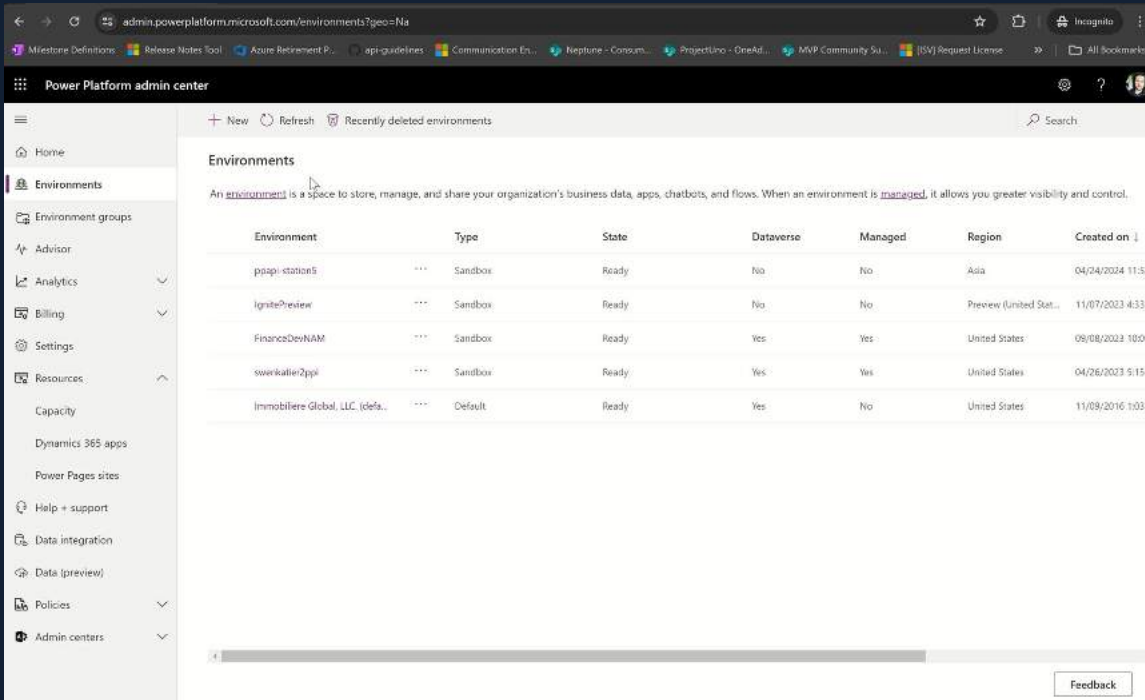 admin.powerplatform.microsoft.com/environments?geo=Na
Incognito
Milestone Definitions Release Notes Tool Azure Retirement P... api-guidelines Communication En... Neptune - Consum... ProjectUno - OneAd... MVP Community Su... [ISV] Request License » All Bookmarks
Power Platform admin center
?
New Refresh Recently deleted environments Search
Home
Environments
Environment groups
Advisor
Analytics
Billing
Settings
Resources
Capacity
Dynamics 365 apps
Power Pages sites
Help + support
Data integration
Data (preview)
Policies
Admin centers
Environments
An environment is a space to store, manage, and share your organization's business data, apps, chatbots, and flows. When an environment is managed, it allows you greater visibility and control.
Environment Type State Dataverse Managed Region Created on ↓
ppapi-station5 ... Sandbox Ready No No Asia 04/24/2024 11:5
IgnitePreview ... Sandbox Ready No No Preview (United Stat... 11/07/2023 4:33
FinanceDevNAM ... Sandbox Ready Yes Yes United States 09/08/2023 10:0
swenkatier2ppi ... Sandbox Ready Yes Yes United States 04/26/2023 5:15
Immobiliere Global, LLC. (defa... ... Default Ready Yes No United States 11/09/2016 1:03
Feedback